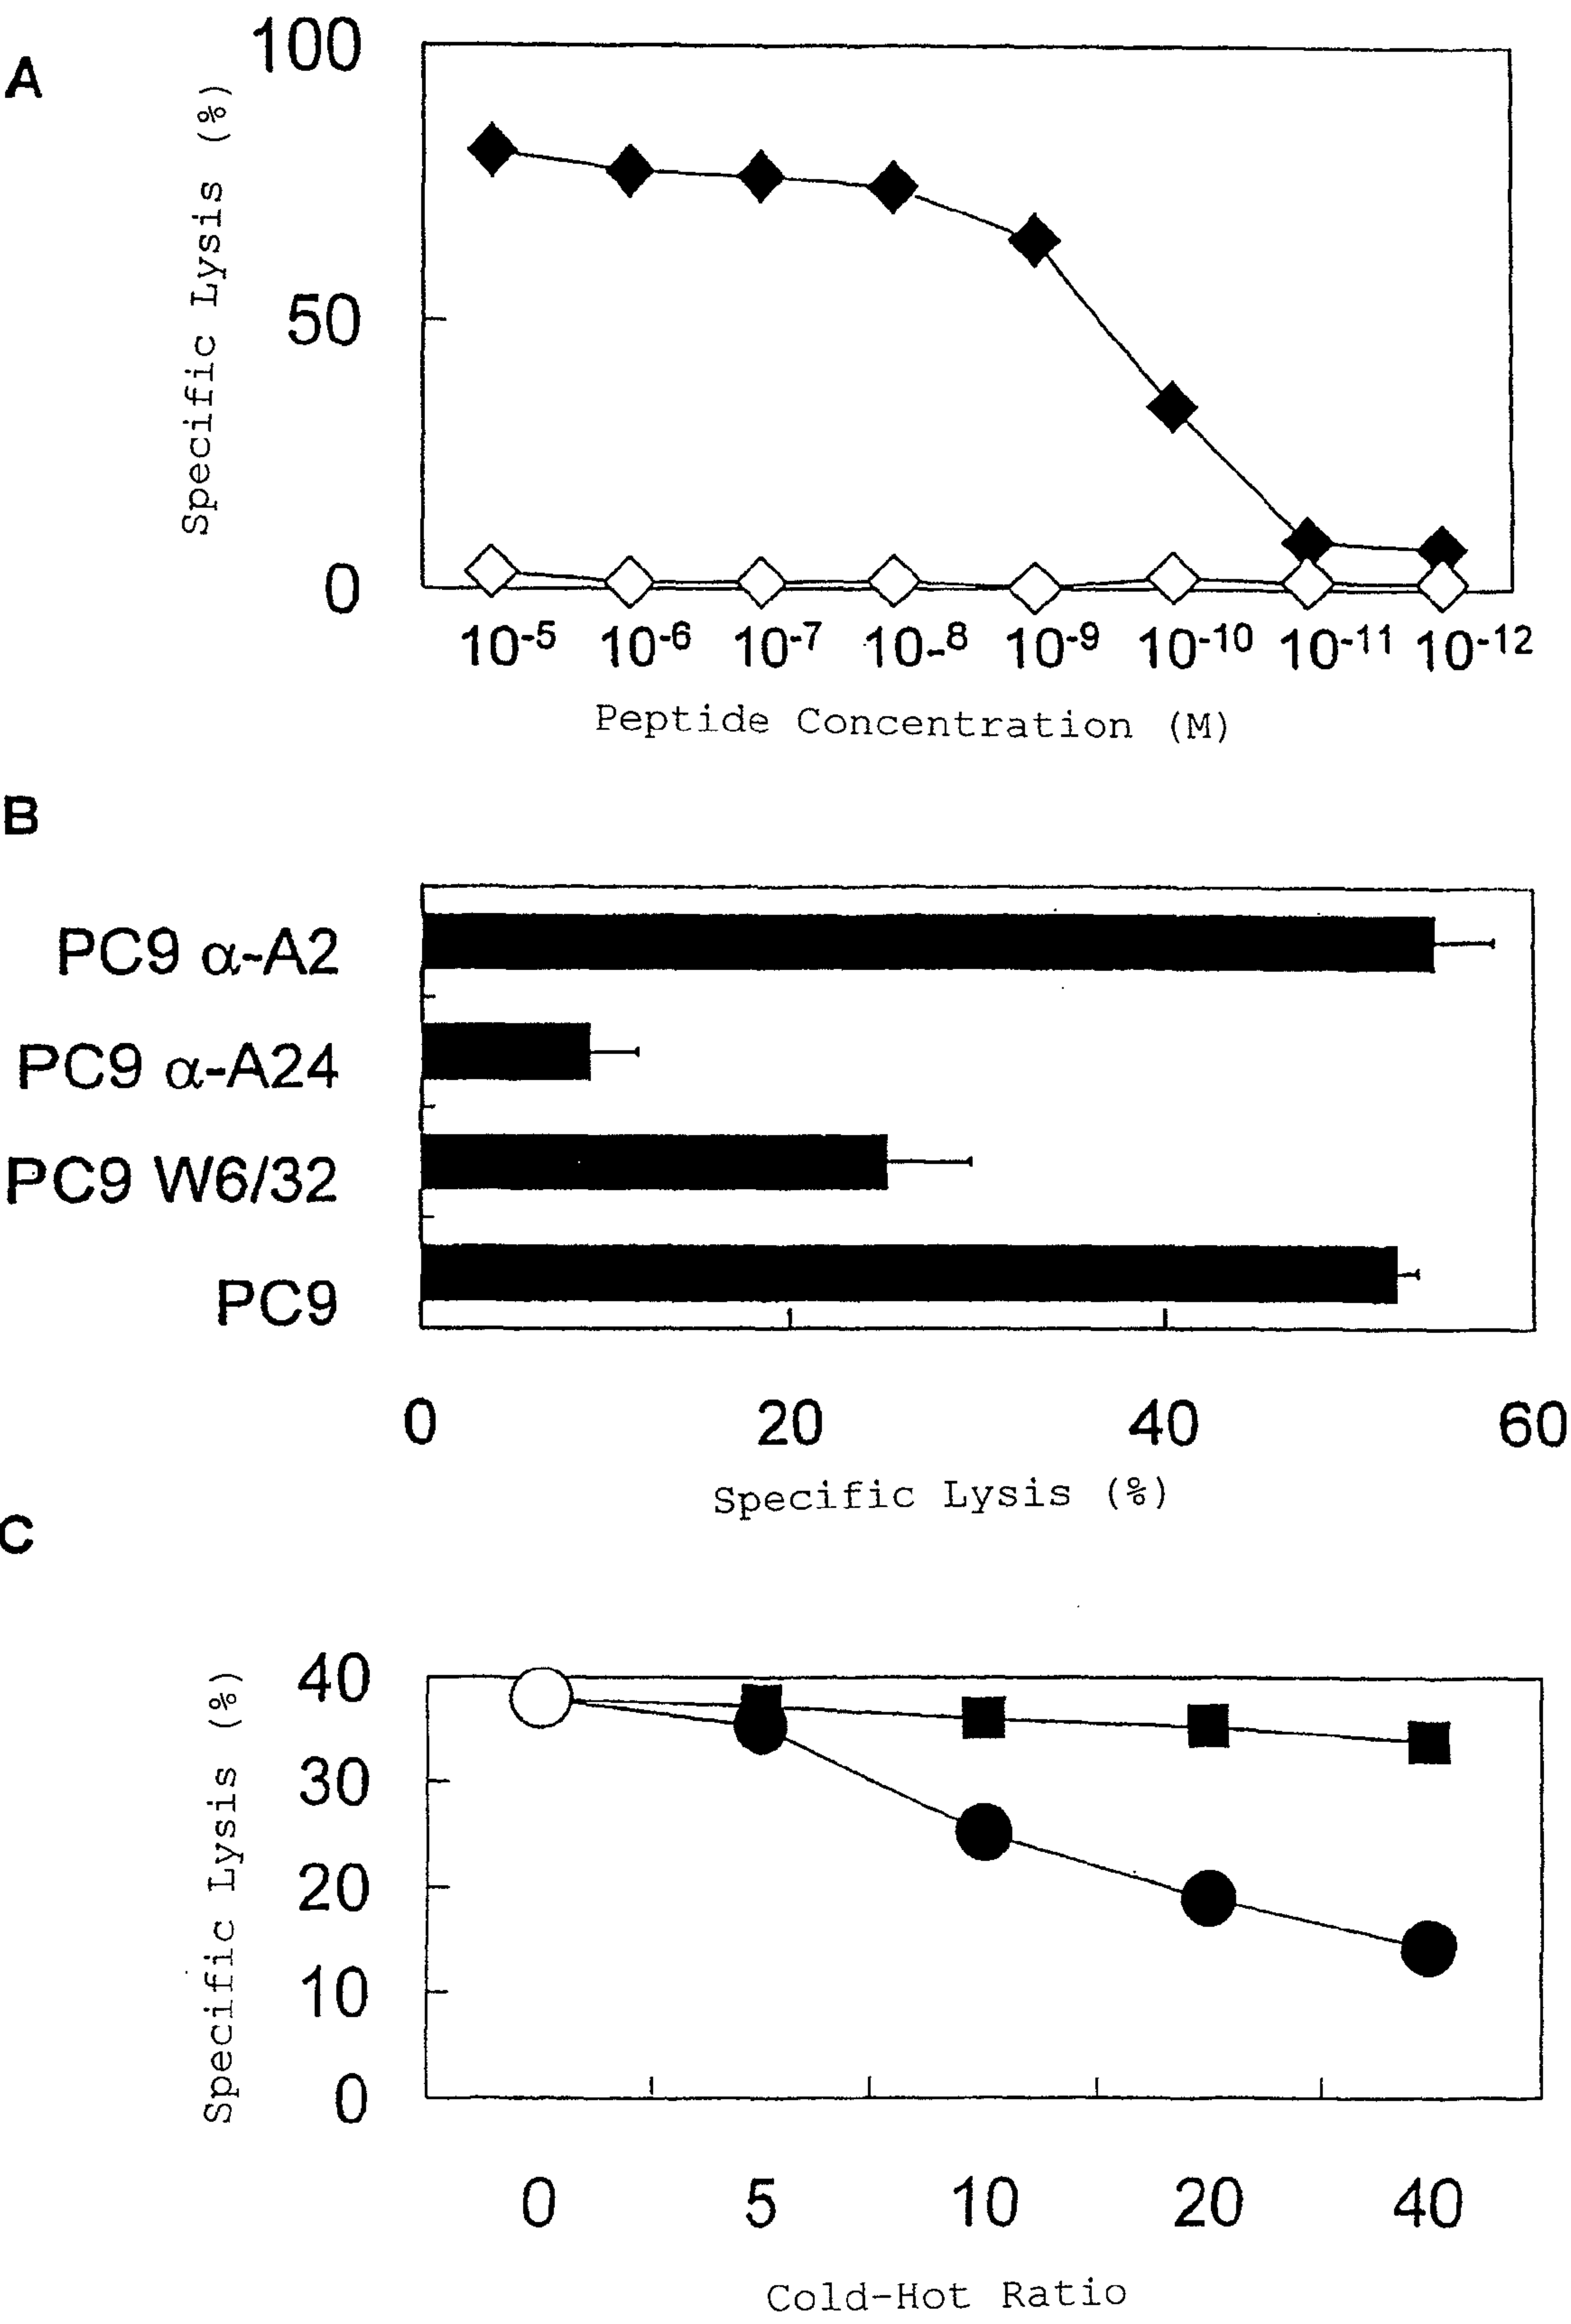 A
100
50
0
Specific Lysis (%)
10-5 10-6 10-7 10-8 10-9 10-10 10-11 10-12
Peptide Concentration (M)
B
PC9 α-A2
PC9 α-A24
PC9 W6/32
PC9
0 20 40 60
Specific Lysis (%)
C
40
30
20
10
0
Specific Lysis (%)
0 5 10 20 40
Cold-Hot Ratio